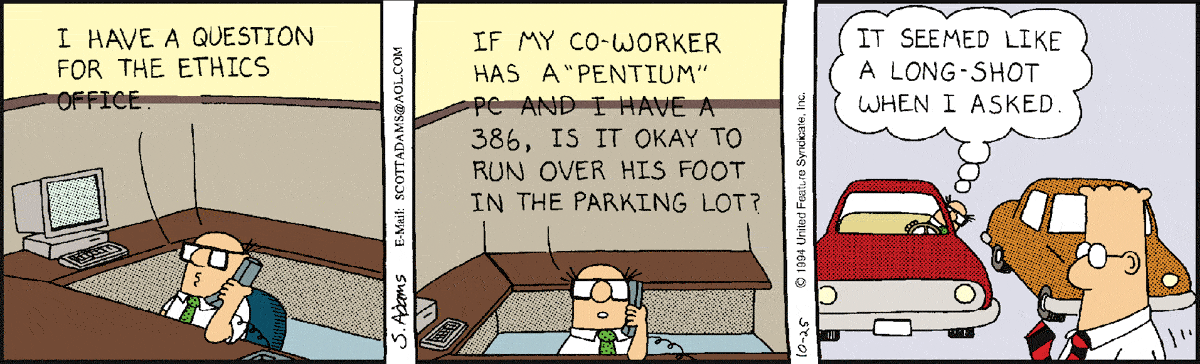 I HAVE A QUESTION
FOR THE ETHICS
OFFICE.
S. Adams
E-Mail: SCOTTADAMS@AOL.COM
IF MY CO-WORKER
HAS A "PENTIUM"
PC AND I HAVE A
386, IS IT OKAY TO
RUN OVER HIS FOOT
IN THE PARKING LOT?
10-25
© 1994 United Feature Syndicate, Inc.
IT SEEMED LIKE
A LONG-SHOT
WHEN I ASKED.